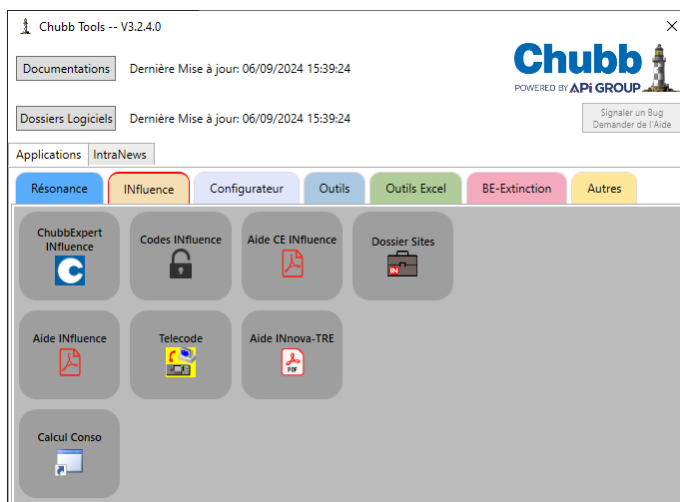 Chubb Tools -- V3.2.4.0
Documentations
Dernière Mise à jour: 06/09/2024 15:39:24
Chubb
POWERED BY APi GROUP
Dossiers Logiciels
Dernière Mise à jour: 06/09/2024 15:39:24
Signaler un Bug
Demander de l'Aide
Applications
IntraNews
Résonance
INfluence
Configurateur
Outils
Outils Excel
BE-Extinction
Autres
ChubbExpert
INfluence
C
Codes INfluence
Aide CE INfluence
Dossier Sites
IN
Aide INfluence
Telecode
Aide INnova-TRE
PDF
Calcul Conso